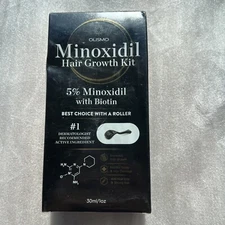 OUSMO
Minoxidil
Hair Growth Kit
5% Minoxidil
with Biotin
BEST CHOICE WITH A ROLLER
#1
DERMATOLOGIST
RECOMMENDED
ACTIVE INGREDIENT
30ml/1oz